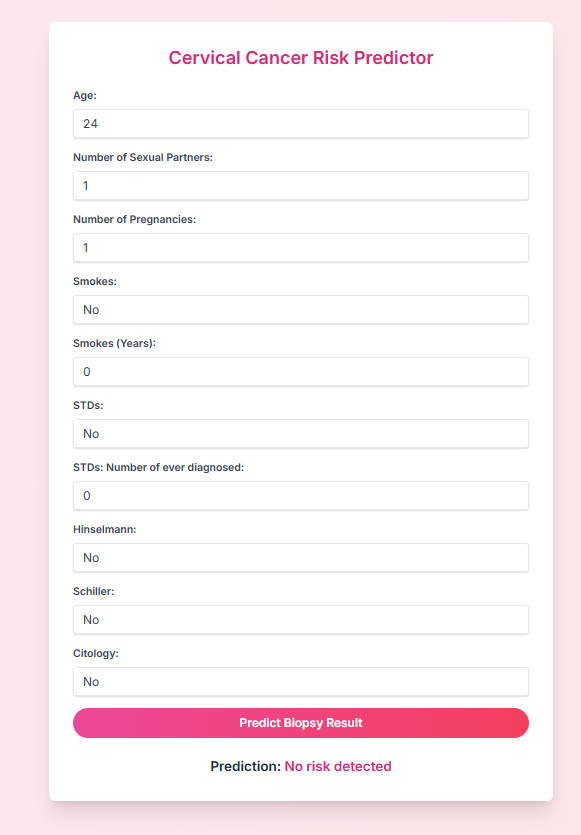 Cervical Cancer Risk Predictor
Age:
24
Number of Sexual Partners:
1
Number of Pregnancies:
1
Smokes:
No
Smokes (Years):
0
STDs:
No
STDs: Number of ever diagnosed:
0
Hinselmann:
No
Schiller:
No
Citology:
No
Predict Biopsy Result
Prediction: No risk detected